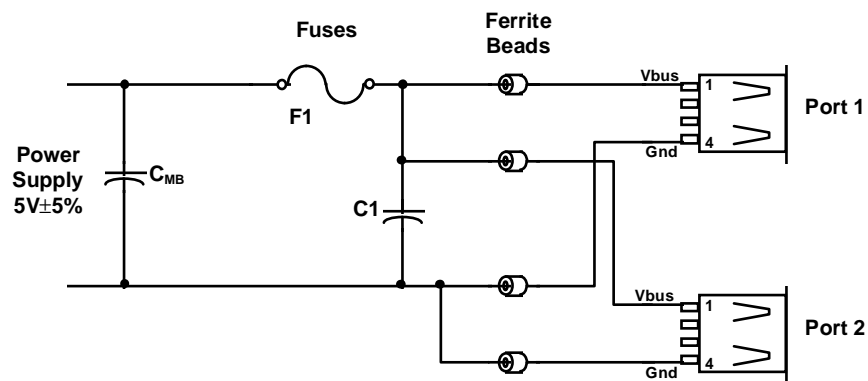 Fuses
Ferrite
Beads
F1
Vbus
1
4
Gnd
Port 1
Power
Supply
5V±5%
CMB
C1
Vbus
1
4
Gnd
Port 2